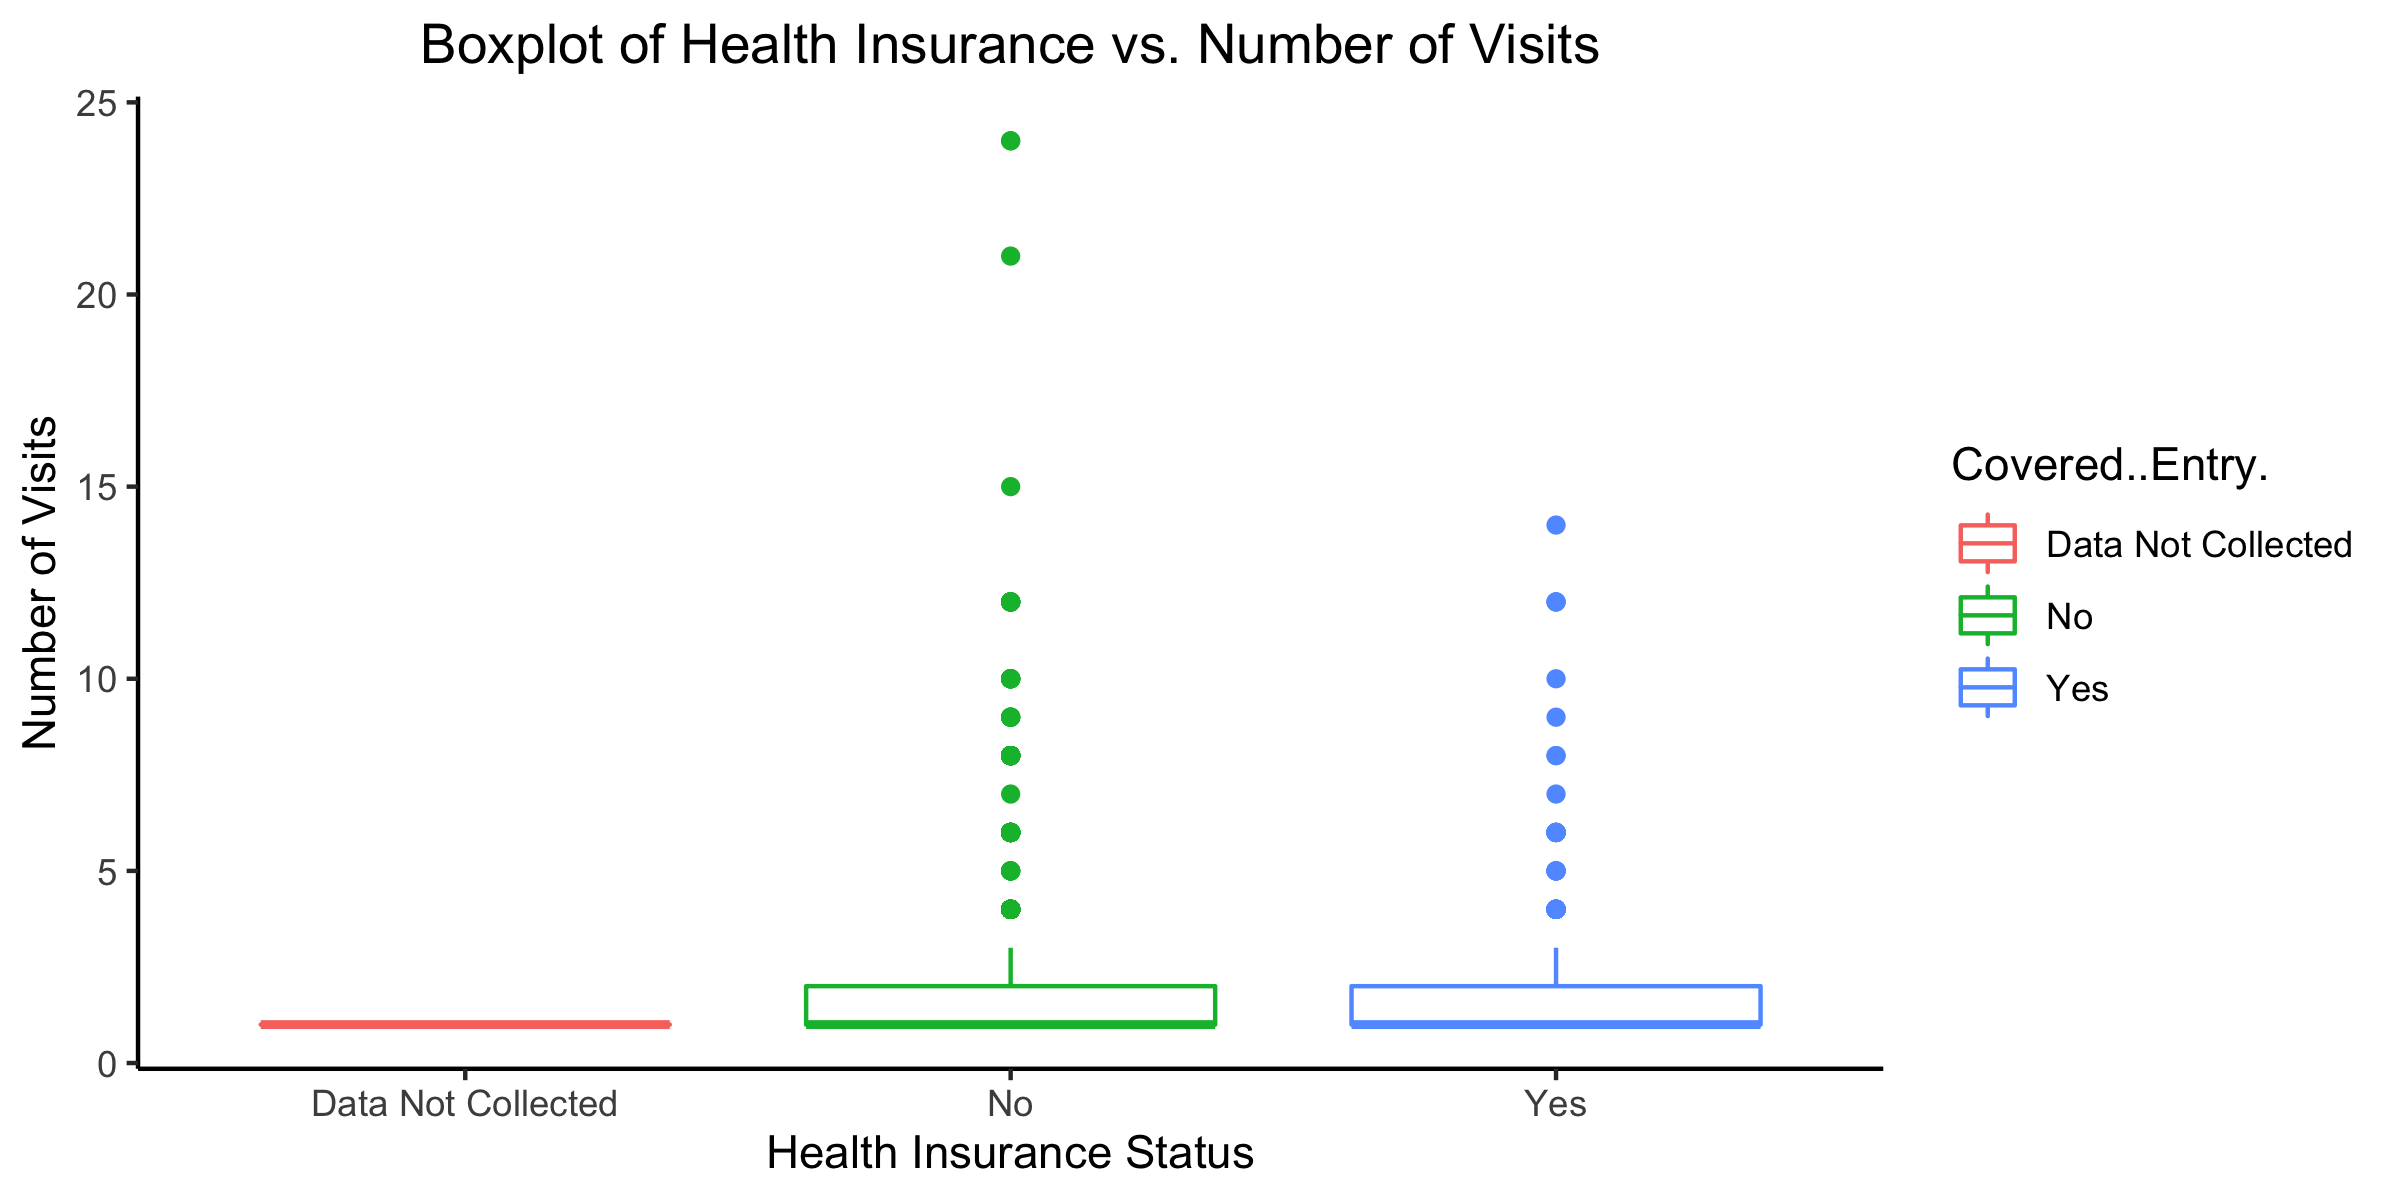 Boxplot of Health Insurance vs. Number of Visits
25
20
15
10
5
0
Number of Visits
Data Not Collected
No
Yes
Health Insurance Status
Covered..Entry.
Data Not Collected
No
Yes